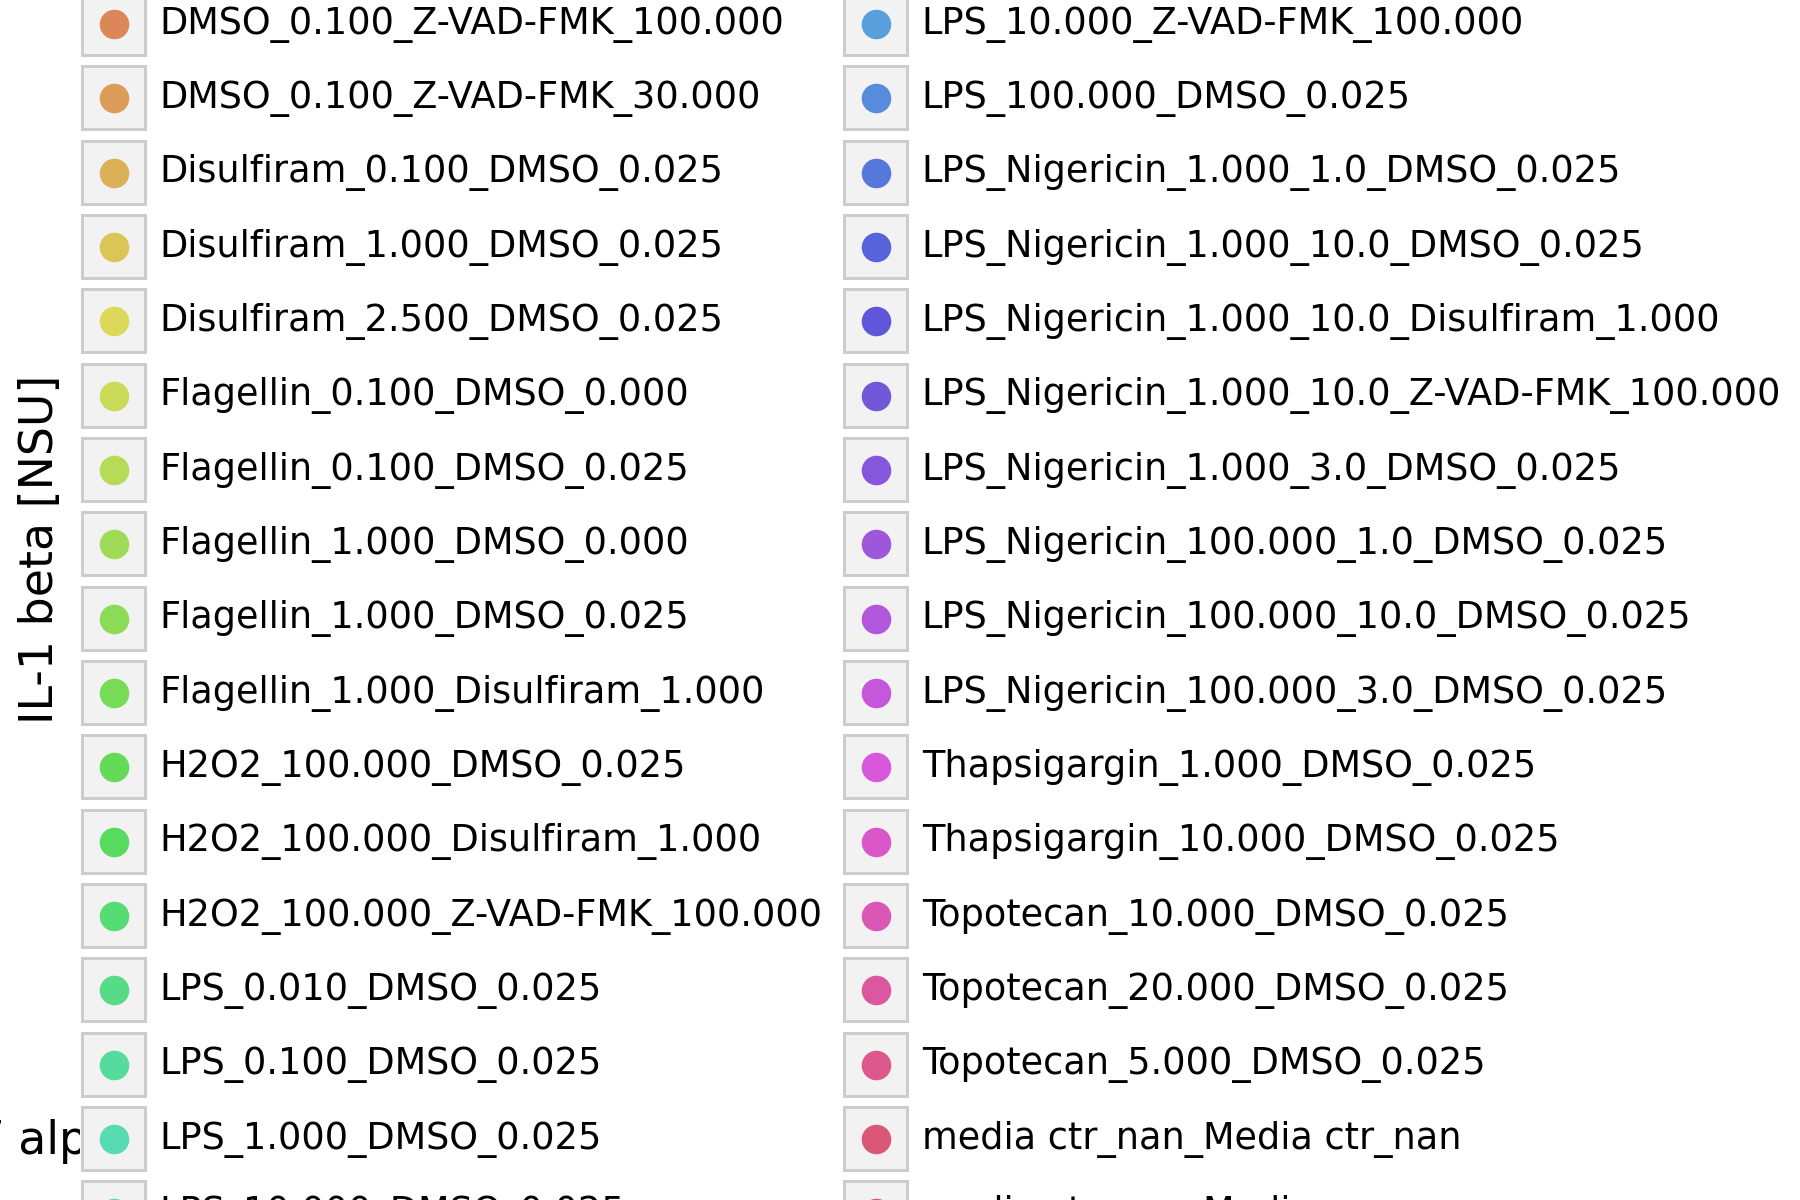 DMSO_0.100_Z-VAD-FMK_100.000
DMSO_0.100_Z-VAD-FMK_30.000
Disulfiram_0.100_DMSO_0.025
Disulfiram_1.000_DMSO_0.025
Disulfiram_2.500_DMSO_0.025
Flagellin_0.100_DMSO_0.000
Flagellin_0.100_DMSO_0.025
Flagellin_1.000_DMSO_0.000
Flagellin_1.000_DMSO_0.025
Flagellin_1.000_Disulfiram_1.000
H2O2_100.000_DMSO_0.025
H2O2_100.000_Disulfiram_1.000
H2O2_100.000_Z-VAD-FMK_100.000
LPS_0.010_DMSO_0.025
LPS_0.100_DMSO_0.025
LPS_1.000_DMSO_0.025
LPS_10.000_Z-VAD-FMK_100.000
LPS_100.000_DMSO_0.025
LPS_Nigericin_1.000_1.0_DMSO_0.025
LPS_Nigericin_1.000_10.0_DMSO_0.025
LPS_Nigericin_1.000_10.0_Disulfiram_1.000
LPS_Nigericin_1.000_10.0_Z-VAD-FMK_100.000
LPS_Nigericin_1.000_3.0_DMSO_0.025
LPS_Nigericin_100.000_1.0_DMSO_0.025
LPS_Nigericin_100.000_10.0_DMSO_0.025
LPS_Nigericin_100.000_3.0_DMSO_0.025
Thapsigargin_1.000_DMSO_0.025
Thapsigargin_10.000_DMSO_0.025
Topotecan_10.000_DMSO_0.025
Topotecan_20.000_DMSO_0.025
Topotecan_5.000_DMSO_0.025
media ctr_nan_Media ctr_nan
IL-1 beta [NSU]
alp